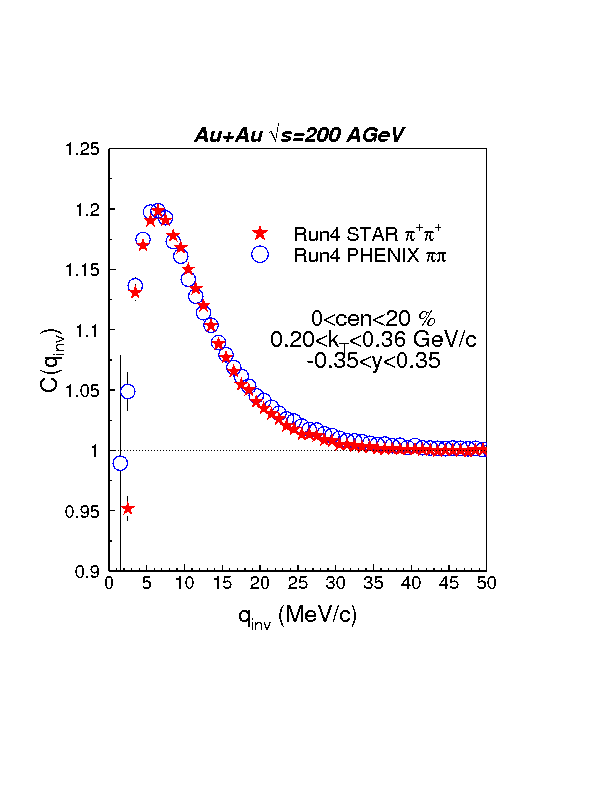 Au+Au √s=200 AGeV
1.25
1.2
1.15
1.1
1.05
1
0.95
0.9
C(q_inv)
★ Run4 STAR π⁺π⁺
○ Run4 PHENIX ππ
0<cen<20 %
0.20<k_T<0.36 GeV/c
-0.35<y<0.35
0 5 10 15 20 25 30 35 40 45 50
q_inv (MeV/c)